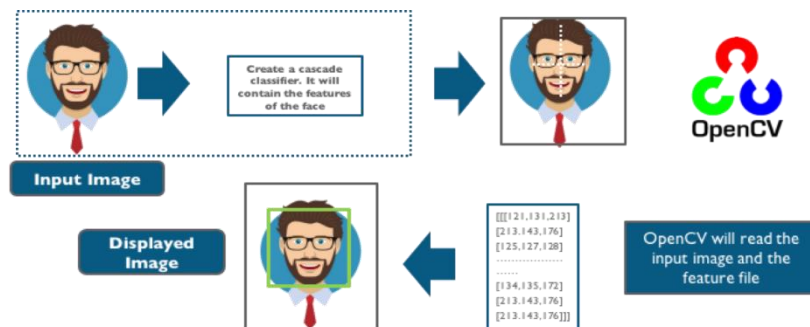 Create a cascade
classifier. It will
contain the features
of the face
OpenCV
Input Image
Displayed
Image
[[[121,131,213]
[213.143,176]
[125,127,128]
..................
......
[134,135,172]
[213.143,176]
[213.143,176]]]
OpenCV will read the
input image and the
feature file